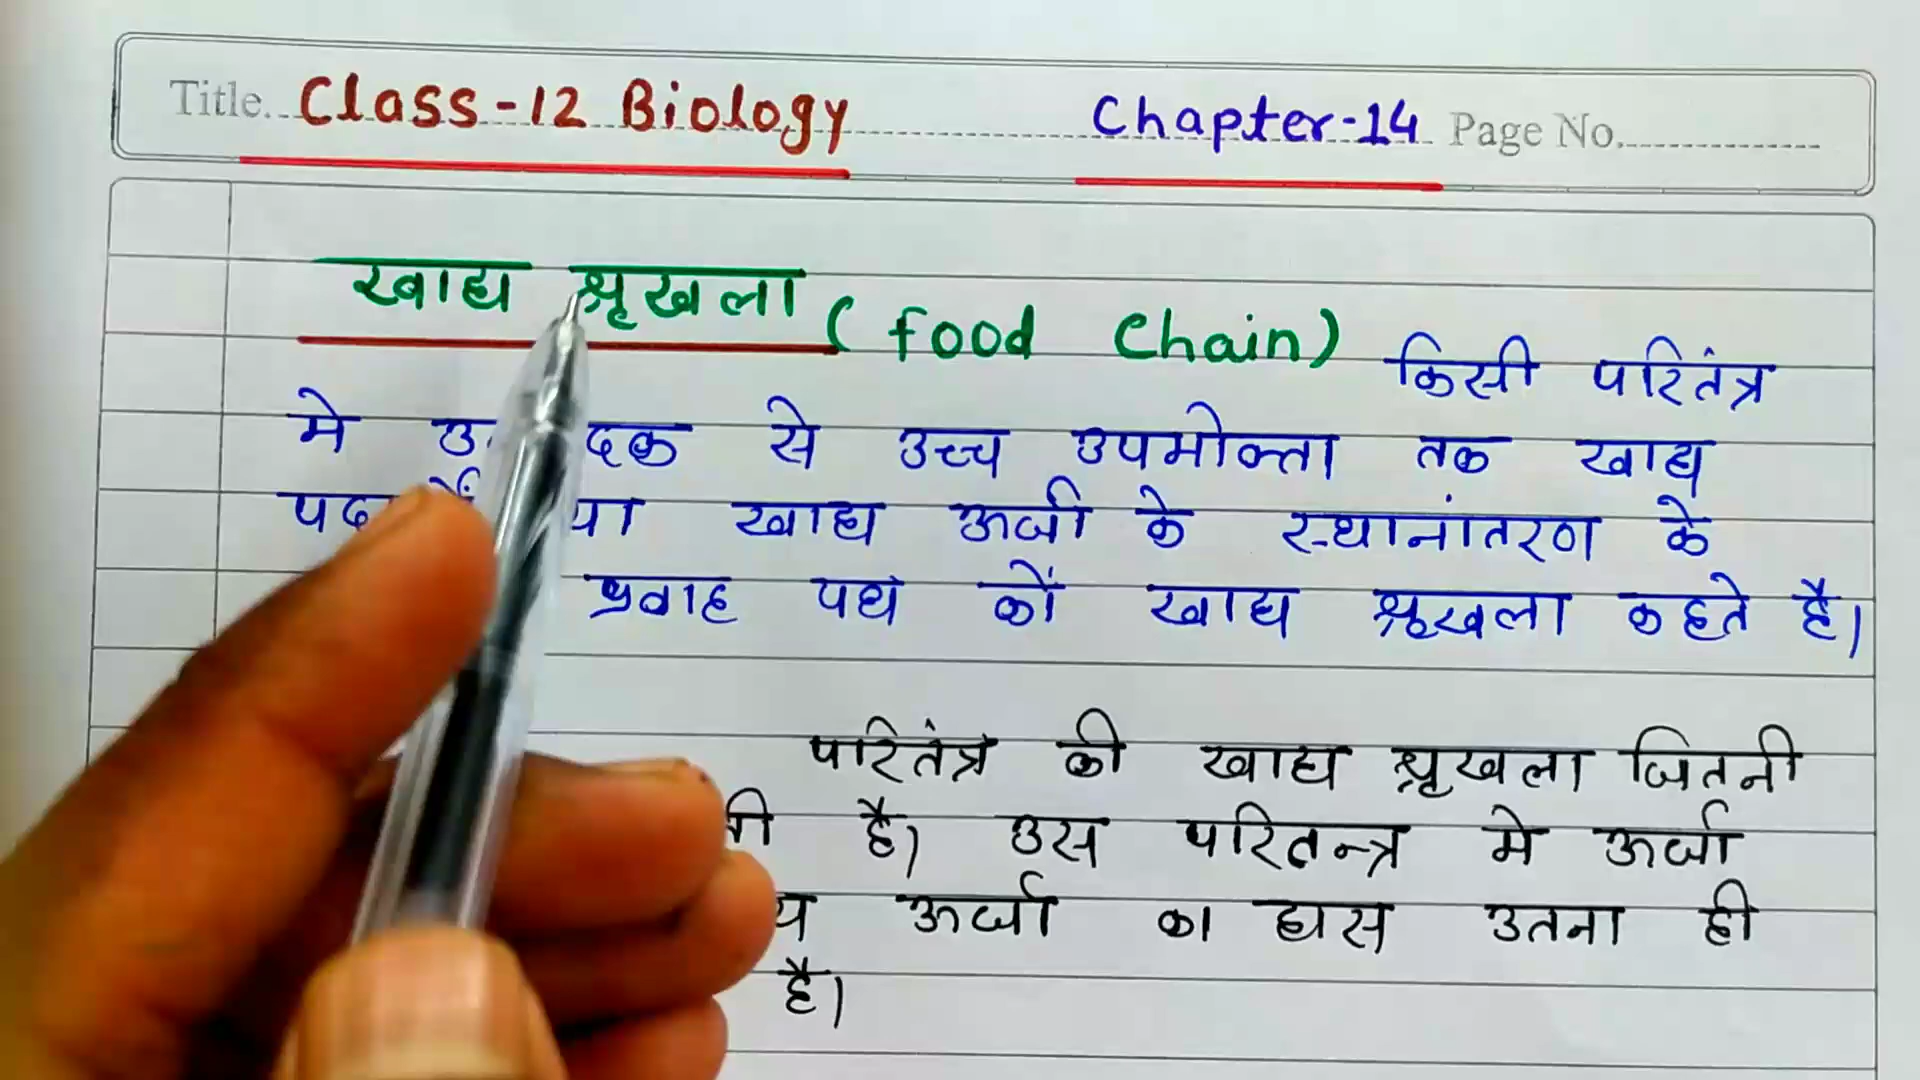 Title. Class-12 Biology Chapter-14 Page No.
खाद्य श्रृखला (food Chain) किसी परितंत्र
मे से उच्च उपभोक्ता तक खाद्य
या खाद्य ऊर्जा के स्थानांतरण के
प्रवाह पथ कों खाद्य श्रृखला कहते है।
परितंत्र की खाद्य श्रृखला जितनी
है। उस परितन्त्र मे ऊर्जा
ऊर्जा का ह्यस उतना ही
है।